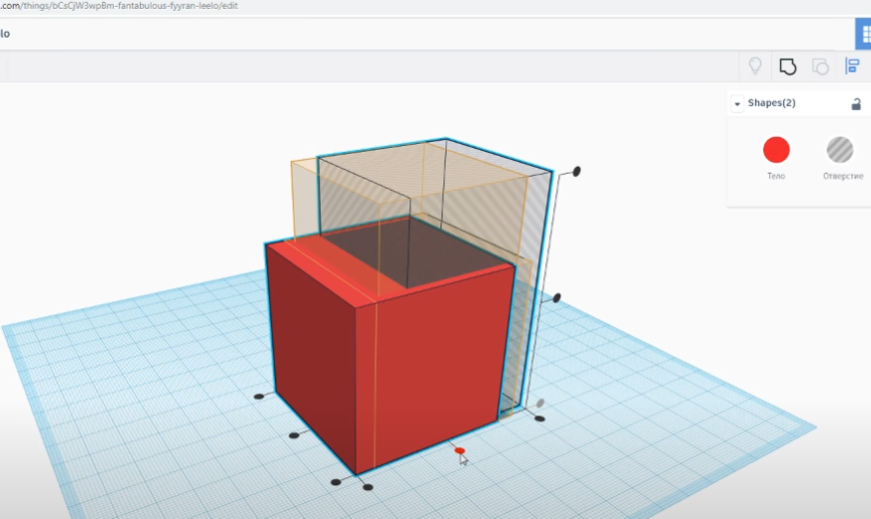 .com/things/bCsCjW3wpBm-fantabulous-fyyran-leelo/edit
lo
Shapes(2)
Тело
Отверстие